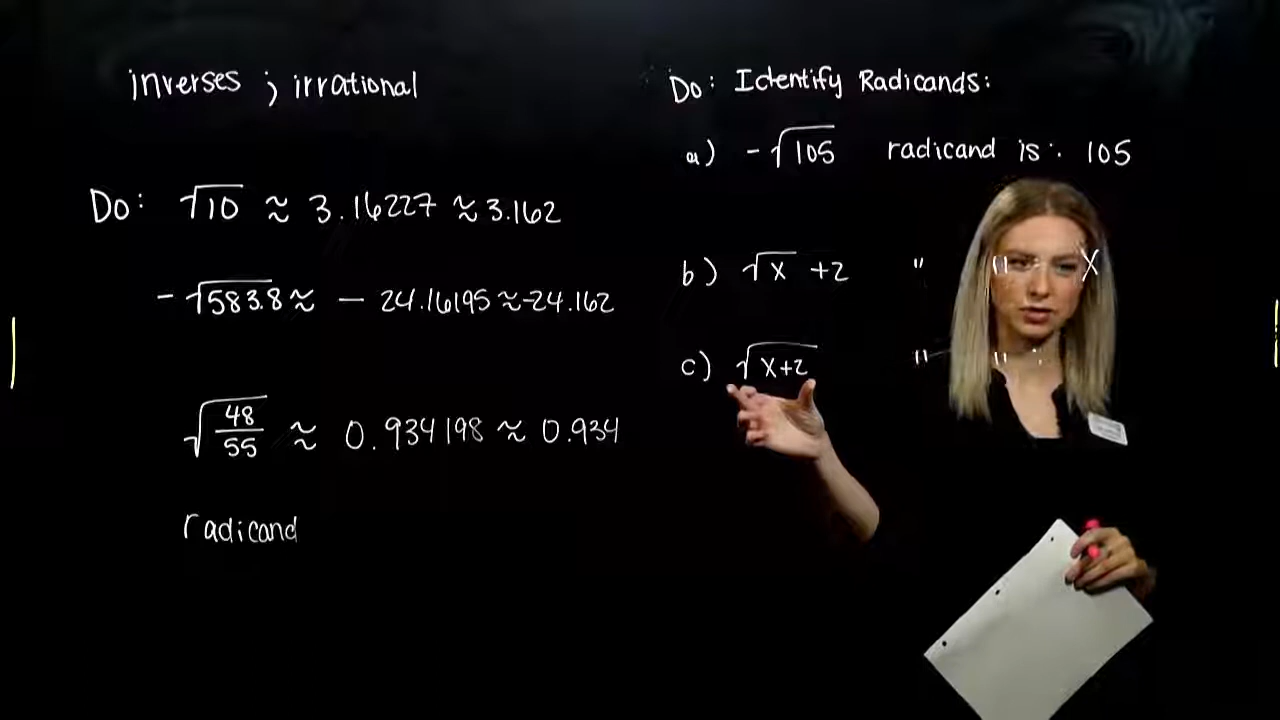 inverses ; irrational
Do: √10 ≈ 3.16227 ≈ 3.162
-√583.8 ≈ - 24.16195 ≈ -24.162
√48/55 ≈ 0.934198 ≈ 0.934
radicand
Do: Identify Radicands:
a) -√105 radicand is: 105
b) √x +2 " " : X
c) √x+2 " " :